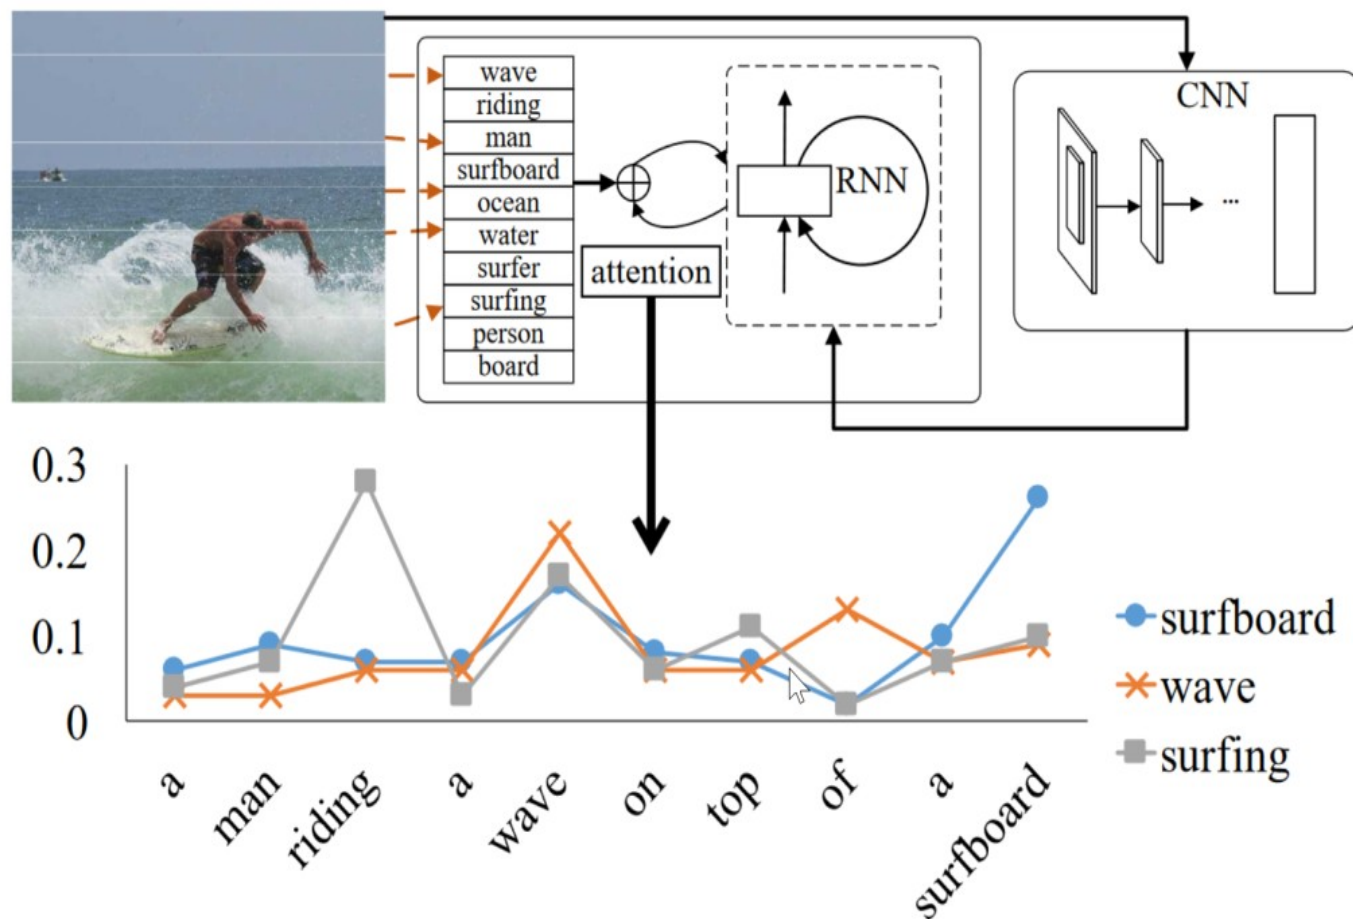 wave
riding
man
surfboard
ocean
water
surfer
surfing
person
board
attention
RNN
CNN
...
0.3
0.2
0.1
0
a
man
riding
a
wave
on
top
of
a
surfboard
surfboard
wave
surfing